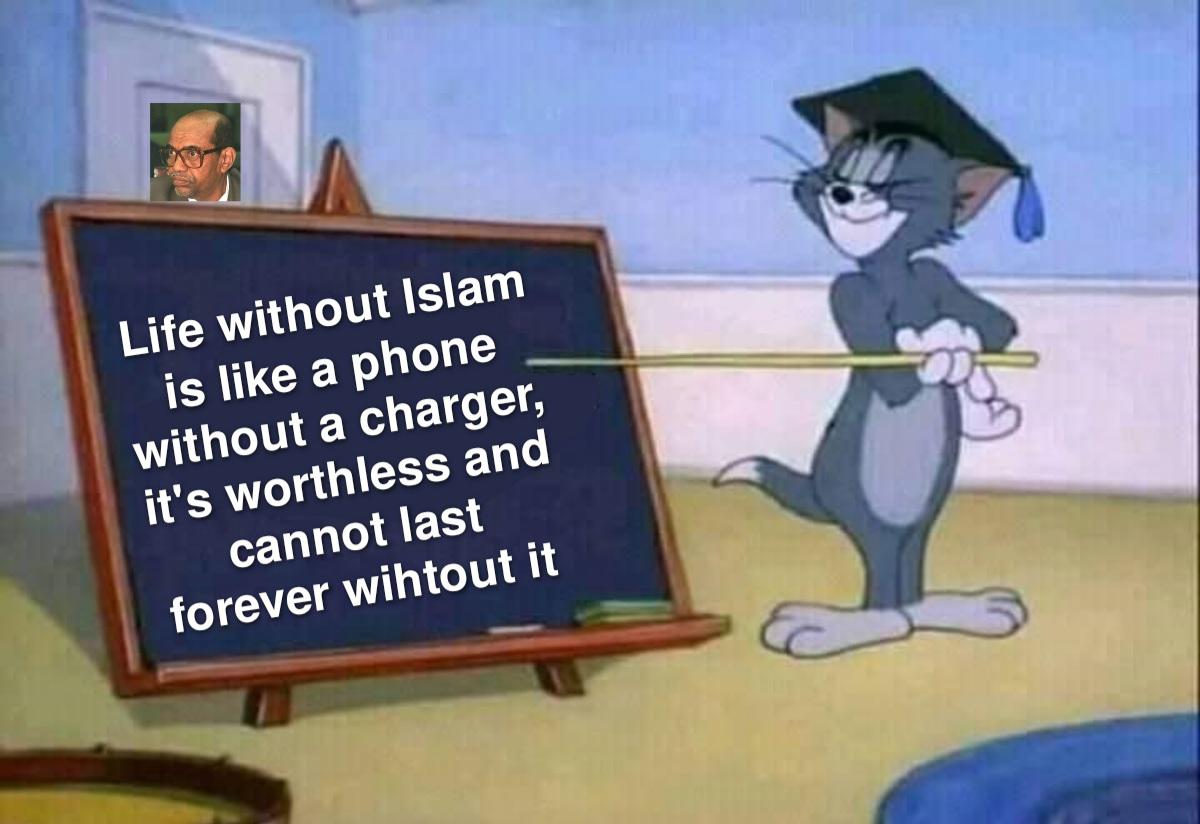 Life without Islam
is like a phone
without a charger,
it's worthless and
cannot last
forever wihtout it